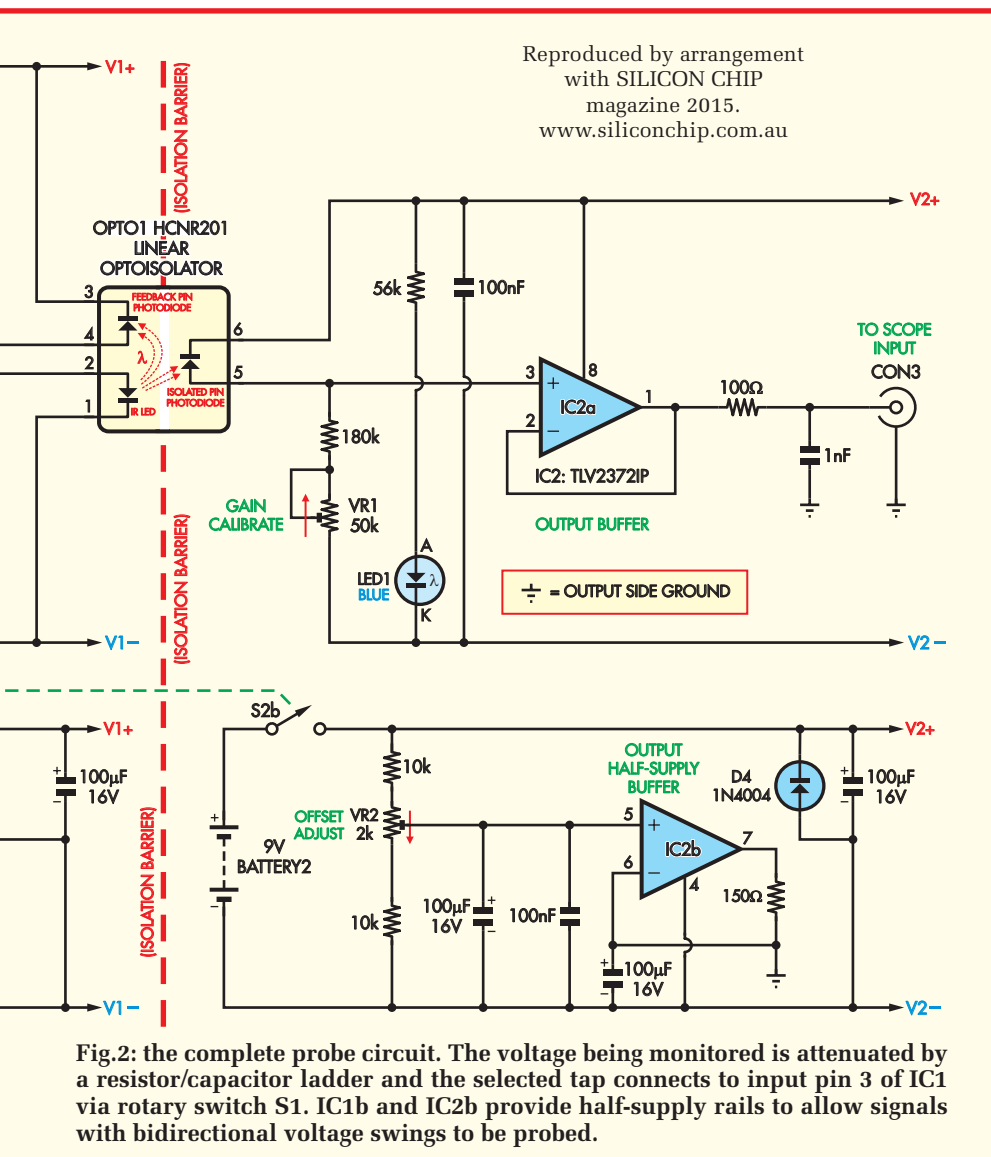 Reproduced by arrangement
with SILICON CHIP
magazine 2015.
www.siliconchip.com.au
V1+
(ISOLATION BARRIER)
V2+
OPTO1 HCNR201
LINEAR
OPTOISOLATOR
3
FEEDBACK PIN
PHOTODIODE
4
λ
2
1
IR LED
ISOLATED PIN
PHOTODIODE
6
5
56k
100nF
180k
GAIN
CALIBRATE
VR1
50k
3
+
2
–
8
IC2a
1
IC2: TLV2372IP
OUTPUT BUFFER
100Ω
1nF
TO SCOPE
INPUT
CON3
A
LED1
BLUE
λ
K
= OUTPUT SIDE GROUND
(ISOLATION BARRIER)
V1–
V2–
S2b
V1+
V2+
+
100µF
–
16V
(ISOLATION BARRIER)
+
9V
BATTERY2
–
10k
OFFSET
ADJUST
VR2
2k
10k
100µF
16V
+
–
100nF
OUTPUT
HALF-SUPPLY
BUFFER
5
+
6
–
IC2b
7
4
150Ω
+
100µF
–
16V
D4
1N4004
+
100µF
–
16V
V1–
V2–
Fig.2: the complete probe circuit. The voltage being monitored is attenuated by
a resistor/capacitor ladder and the selected tap connects to input pin 3 of IC1
via rotary switch S1. IC1b and IC2b provide half-supply rails to allow signals
with bidirectional voltage swings to be probed.